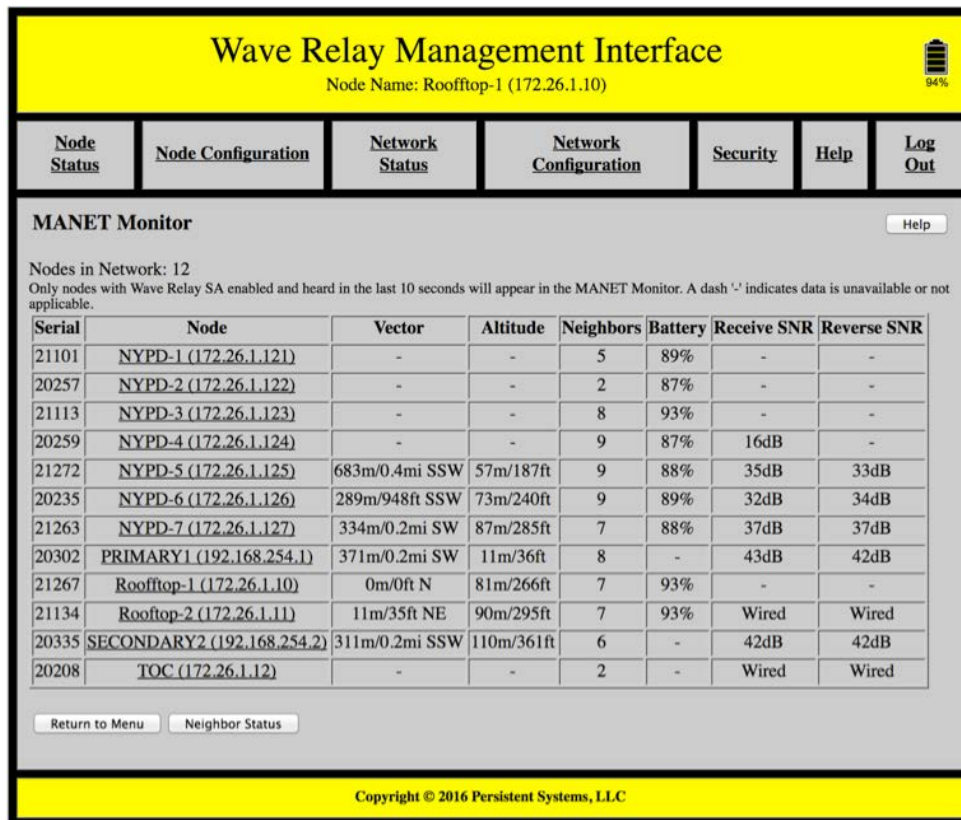 Wave Relay Management Interface
Node Name: Roofftop-1 (172.26.1.10)
94%
Node Status
Node Configuration
Network Status
Network Configuration
Security
Help
Log Out
MANET Monitor
Help
Nodes in Network: 12
Only nodes with Wave Relay SA enabled and heard in the last 10 seconds will appear in the MANET Monitor. A dash '-' indicates data is unavailable or not
applicable.
Serial Node Vector Altitude Neighbors Battery Receive SNR Reverse SNR
21101 NYPD-1 (172.26.1.121) - - 5 89% - -
20257 NYPD-2 (172.26.1.122) - - 2 87% - -
21113 NYPD-3 (172.26.1.123) - - 8 93% - -
20259 NYPD-4 (172.26.1.124) - - 9 87% 16dB -
21272 NYPD-5 (172.26.1.125) 683m/0.4mi SSW 57m/187ft 9 88% 35dB 33dB
20235 NYPD-6 (172.26.1.126) 289m/948ft SSW 73m/240ft 9 89% 32dB 34dB
21263 NYPD-7 (172.26.1.127) 334m/0.2mi SW 87m/285ft 7 88% 37dB 37dB
20302 PRIMARY1 (192.168.254.1) 371m/0.2mi SW 11m/36ft 8 - 43dB 42dB
21267 Roofftop-1 (172.26.1.10) 0m/0ft N 81m/266ft 7 93% - -
21134 Rooftop-2 (172.26.1.11) 11m/35ft NE 90m/295ft 7 93% Wired Wired
20335 SECONDARY2 (192.168.254.2) 311m/0.2mi SSW 110m/361ft 6 - 42dB 42dB
20208 TOC (172.26.1.12) - - 2 - Wired Wired
Return to Menu Neighbor Status
Copyright © 2016 Persistent Systems, LLC